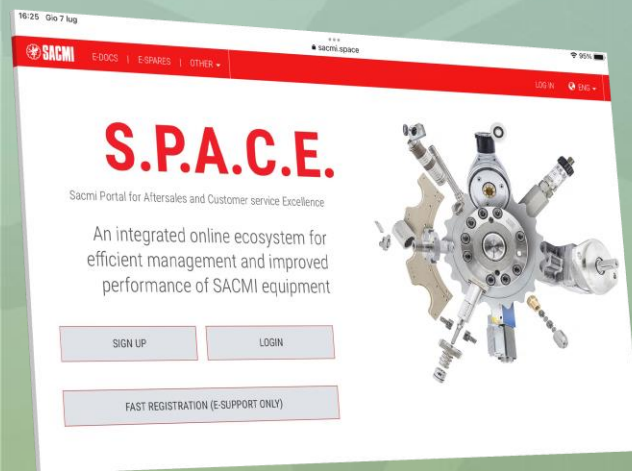 16:25 Gio 7 lug
sacmi.space
95%
SACMI E-DOCS | E-SPARES | OTHER
LOG IN ENG
S.P.A.C.E.
Sacmi Portal for Aftersales and Customer service Excellence
An integrated online ecosystem for
efficient management and improved
performance of SACMI equipment
SIGN UP LOGIN
FAST REGISTRATION (E-SUPPORT ONLY)